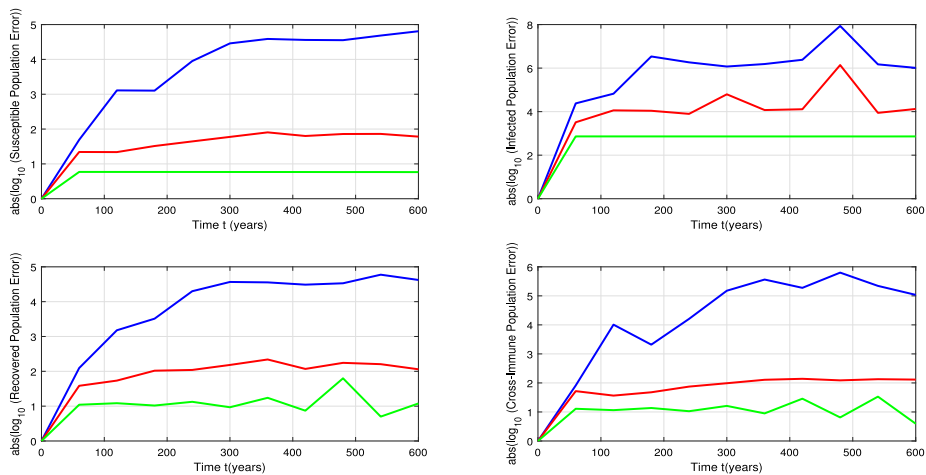 abs(log10 (Susceptible Population Error))
5
4
3
2
1
0
0 100 200 300 400 500 600
Time t (years)
abs(log10 (Infected Population Error))
8
6
4
2
0
0 100 200 300 400 500 600
Time t(years)
abs(log10 (Recovered Population Error))
5
4
3
2
1
0
0 200 400 600
Time t(years)
abs(log10 (Cross-Immune Population Error))
6
5
4
3
2
1
0
0 100 200 300 400 500 600
Time t(years)